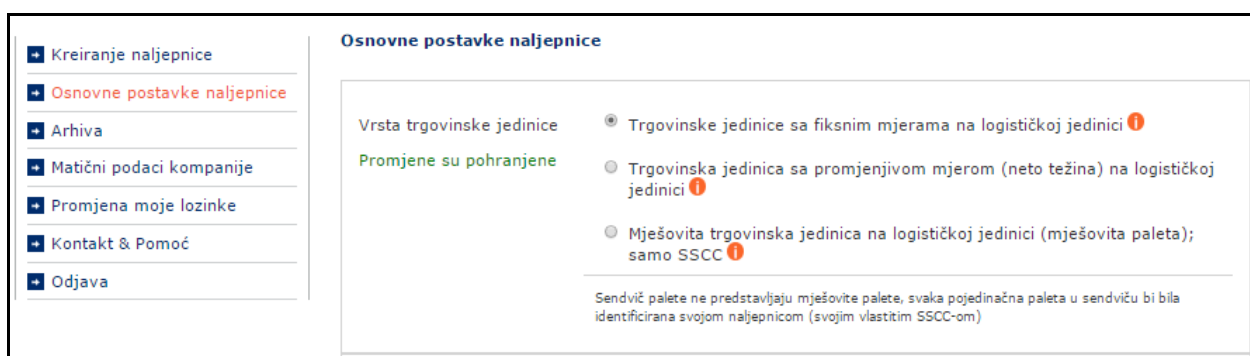 Kreiranje naljepnice
Osnovne postavke naljepnice
Arhiva
Matični podaci kompanije
Promjena moje lozinke
Kontakt & Pomoć
Odjava
Osnovne postavke naljepnice
Vrsta trgovinske jedinice
Promjene su pohranjene
Trgovinske jedinice sa fiksnim mjerama na logističkoj jedinici
Trgovinska jedinica sa promjenjivom mjerom (neto težina) na logističkoj
jedinici
Mješovita trgovinska jedinica na logističkoj jedinici (mješovita paleta);
samo SSCC
Sendvič palete ne predstavljaju mješovite palete, svaka pojedinačna paleta u sendviču bi bila
identificirana svojom naljepnicom (svojim vlastitim SSCC-om)